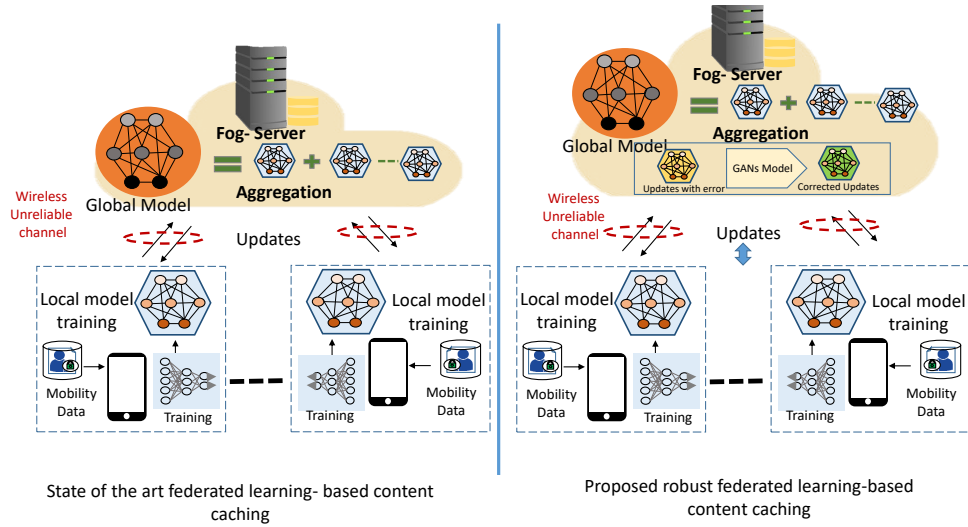 Fog- Server
Aggregation
Global Model
Wireless
Unreliable
channel
Updates
Local model
training
Mobility
Data
Training
Local model
training
Training
Mobility
Data
State of the art federated learning- based content
caching
Fog- Server
Aggregation
Global Model
GANs Model
Updates with error
Corrected Updates
Wireless
Unreliable
channel
Updates
Local model
training
Mobility
Data
Training
Local model
training
Training
Mobility
Data
Proposed robust federated learning-based
content caching